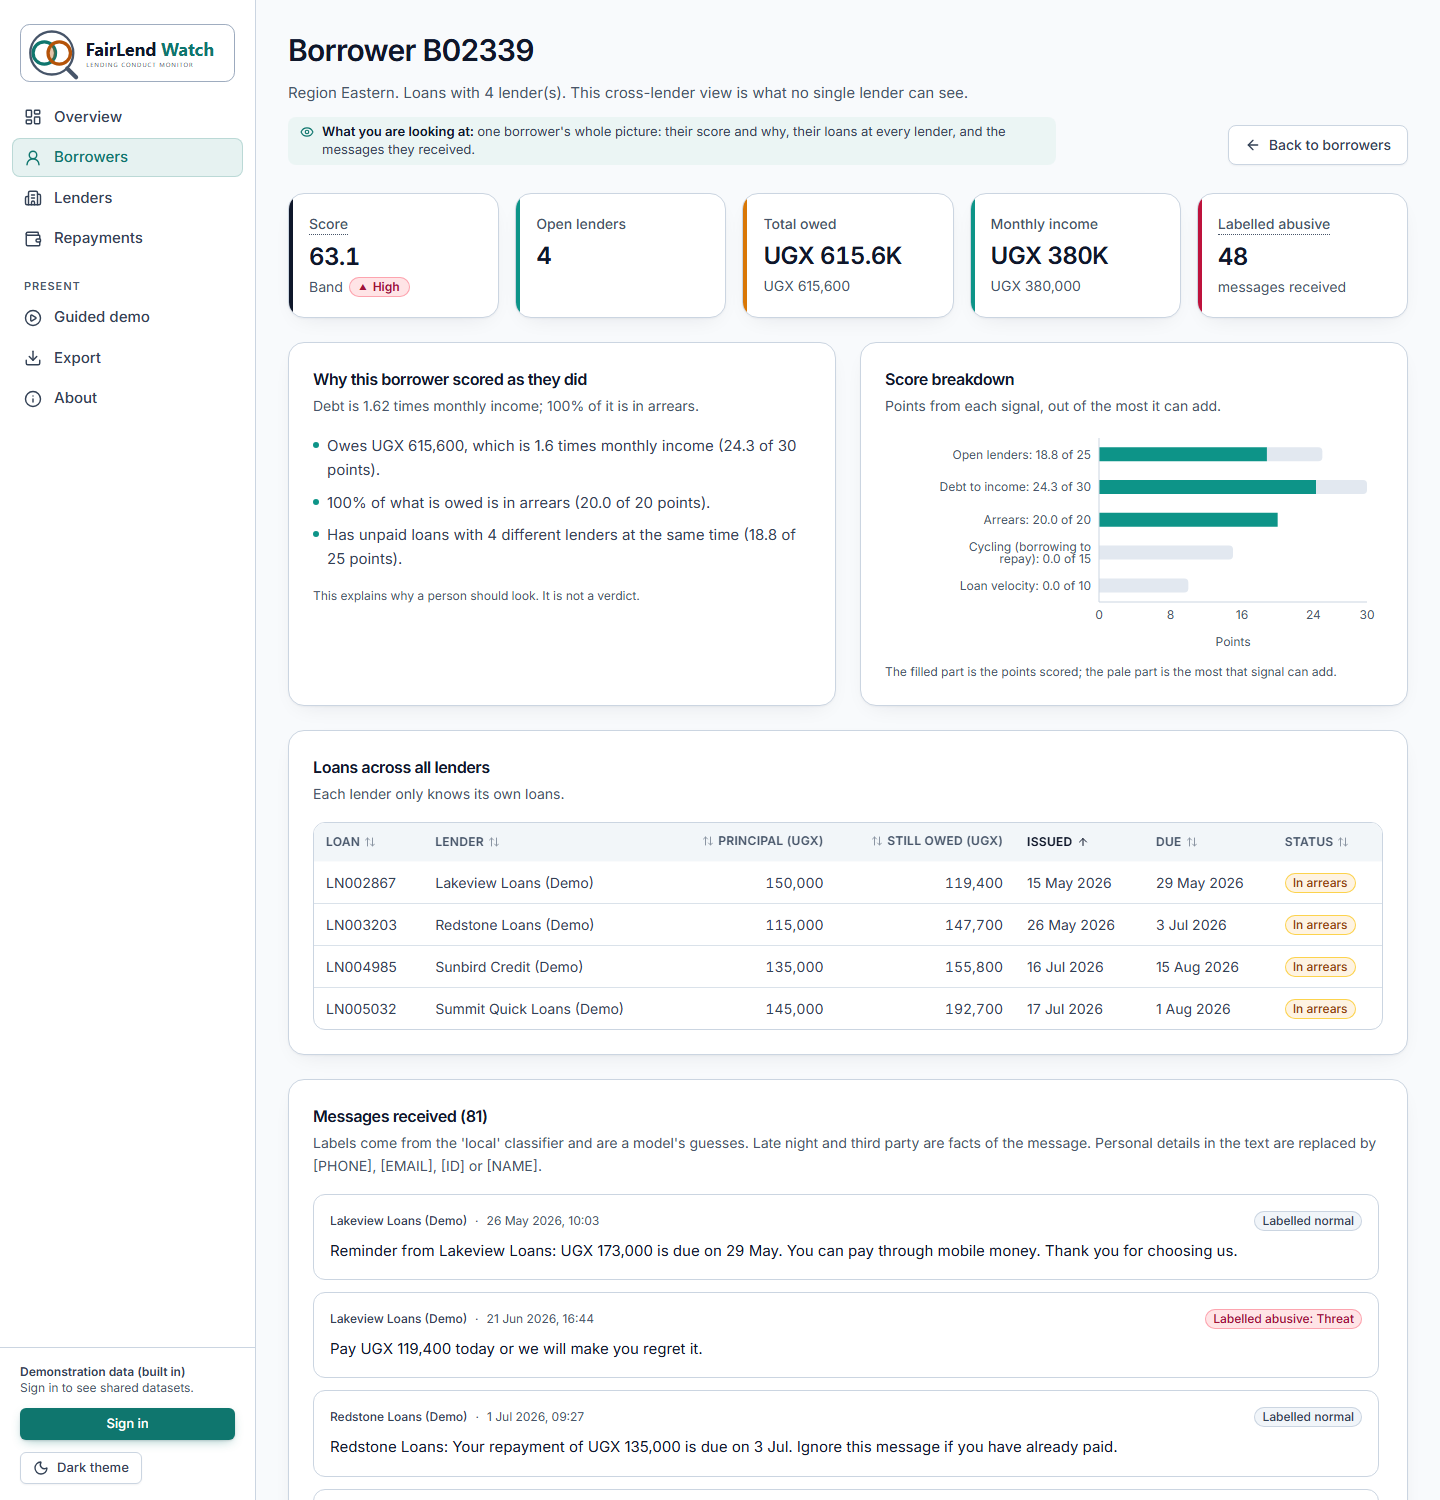 FairLend Watch
LENDING CONDUCT MONITOR
Overview
Borrowers
Lenders
Repayments
PRESENT
Guided demo
Export
About
Demonstration data (built in)
Sign in to see shared datasets.
Sign in
Dark theme
Borrower B02339
Region Eastern. Loans with 4 lender(s). This cross-lender view is what no single lender can see.
What you are looking at: one borrower's whole picture: their score and why, their loans at every lender, and the
messages they received.
Back to borrowers
Score
63.1
Band ▲ High
Open lenders
4
Total owed
UGX 615.6K
UGX 615,600
Monthly income
UGX 380K
UGX 380,000
Labelled abusive
48
messages received
Why this borrower scored as they did
Debt is 1.62 times monthly income; 100% of it is in arrears.
Owes UGX 615,600, which is 1.6 times monthly income (24.3 of 30
points).
100% of what is owed is in arrears (20.0 of 20 points).
Has unpaid loans with 4 different lenders at the same time (18.8 of
25 points).
This explains why a person should look. It is not a verdict.
Score breakdown
Points from each signal, out of the most it can add.
Open lenders: 18.8 of 25
Debt to income: 24.3 of 30
Arrears: 20.0 of 20
Cycling (borrowing to
repay): 0.0 of 15
Loan velocity: 0.0 of 10
0 8 16 24 30
Points
The filled part is the points scored; the pale part is the most that signal can add.
Loans across all lenders
Each lender only knows its own loans.
LOAN LENDER PRINCIPAL (UGX) STILL OWED (UGX) ISSUED DUE STATUS
LN002867 Lakeview Loans (Demo) 150,000 119,400 15 May 2026 29 May 2026 In arrears
LN003203 Redstone Loans (Demo) 115,000 147,700 26 May 2026 3 Jul 2026 In arrears
LN004985 Sunbird Credit (Demo) 135,000 155,800 16 Jul 2026 15 Aug 2026 In arrears
LN005032 Summit Quick Loans (Demo) 145,000 192,700 17 Jul 2026 1 Aug 2026 In arrears
Messages received (81)
Labels come from the 'local' classifier and are a model's guesses. Late night and third party are facts of the message. Personal details in the text are replaced by
[PHONE], [EMAIL], [ID] or [NAME].
Lakeview Loans (Demo) · 26 May 2026, 10:03 Labelled normal
Reminder from Lakeview Loans: UGX 173,000 is due on 29 May. You can pay through mobile money. Thank you for choosing us.
Lakeview Loans (Demo) · 21 Jun 2026, 16:44 Labelled abusive: Threat
Pay UGX 119,400 today or we will make you regret it.
Redstone Loans (Demo) · 1 Jul 2026, 09:27 Labelled normal
Redstone Loans: Your repayment of UGX 135,000 is due on 3 Jul. Ignore this message if you have already paid.